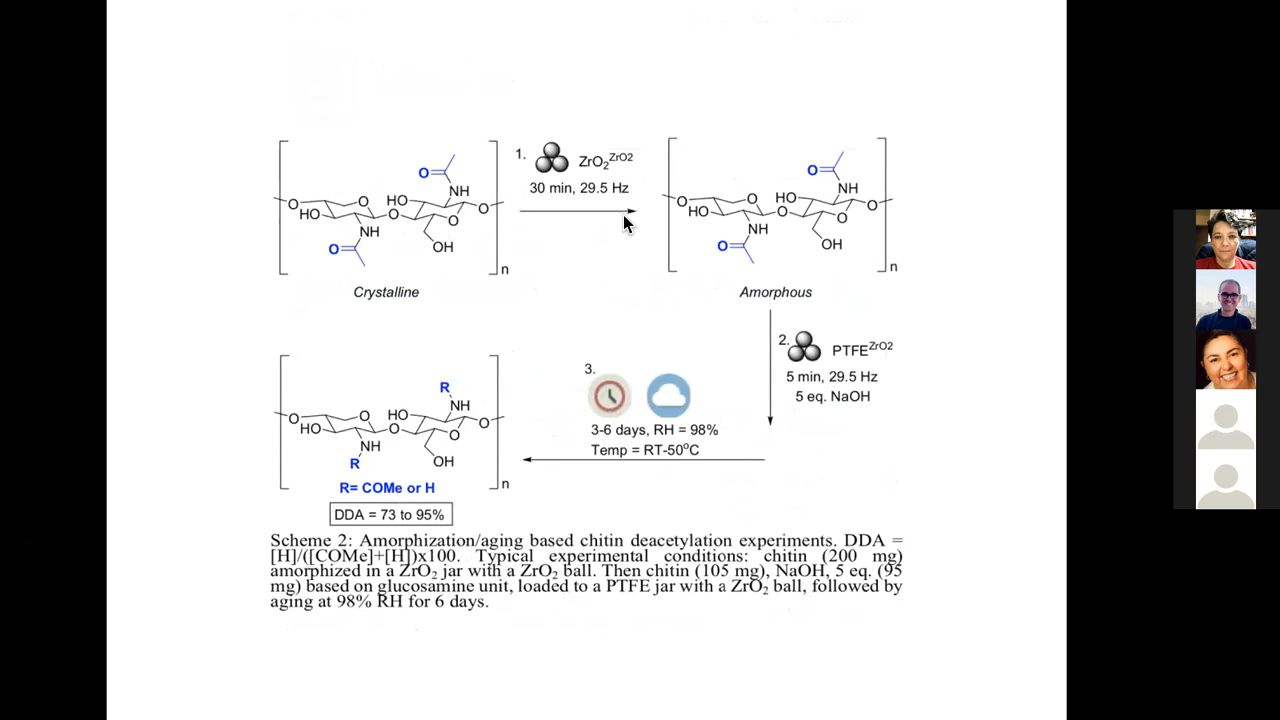 1. ZrO2^ZrO2
30 min, 29.5 Hz
O
NH
O
HO
O
HO
O
O
O
NH
OH
O
n
Crystalline
O
NH
O
HO
O
HO
O
O
O
NH
OH
O
n
Amorphous
2. PTFE^ZrO2
5 min, 29.5 Hz
5 eq. NaOH
3.
3-6 days, RH = 98%
Temp = RT-50°C
R
NH
O
HO
O
HO
O
O
O
NH
OH
R
n
R= COMe or H
DDA = 73 to 95%
Scheme 2: Amorphization/aging based chitin deacetylation experiments. DDA =
[H]/([COMe]+[H])x100. Typical experimental conditions: chitin (200 mg)
amorphized in a ZrO2 jar with a ZrO2 ball. Then chitin (105 mg), NaOH, 5 eq. (95
mg) based on glucosamine unit, loaded to a PTFE jar with a ZrO2 ball, followed by
aging at 98% RH for 6 days.